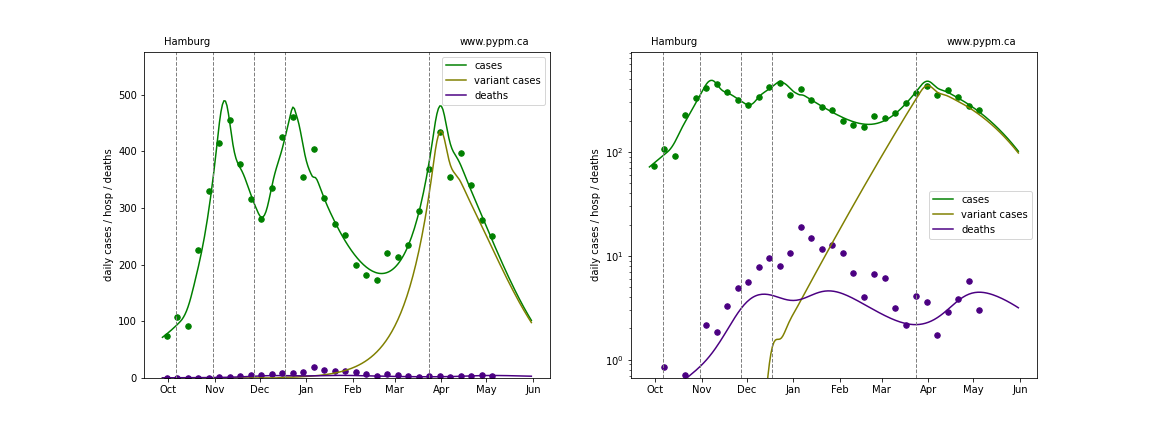 Hamburg www.pypm.ca
cases
variant cases
deaths
daily cases / hosp / deaths
500
400
300
200
100
0
Oct Nov Dec Jan Feb Mar Apr May Jun
Hamburg www.pypm.ca
daily cases / hosp / deaths
10²
10¹
10⁰
cases
variant cases
deaths
Oct Nov Dec Jan Feb Mar Apr May Jun